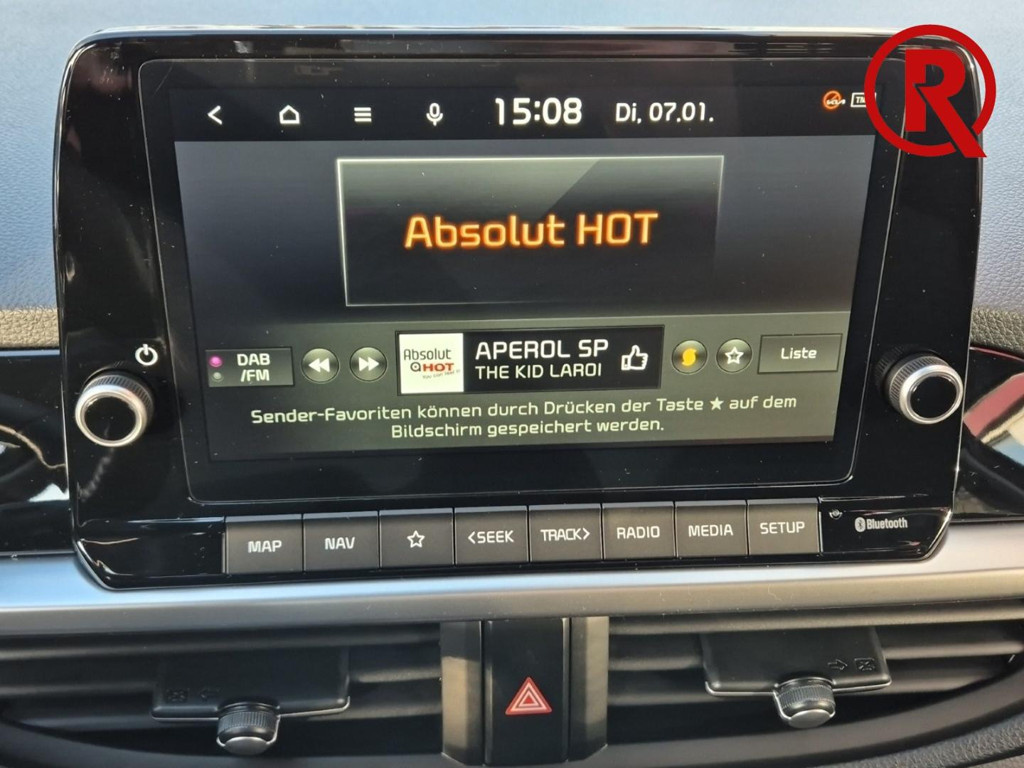 15:08 Di, 07.01.
Absolut HOT
DAB
/FM
Absolut
HOT
APEROL SP
THE KID LAROI
Liste
Sender-Favoriten können durch Drücken der Taste ★ auf dem
Bildschirm gespeichert werden.
MAP NAV <SEEK TRACK> RADIO MEDIA SETUP
Bluetooth
R